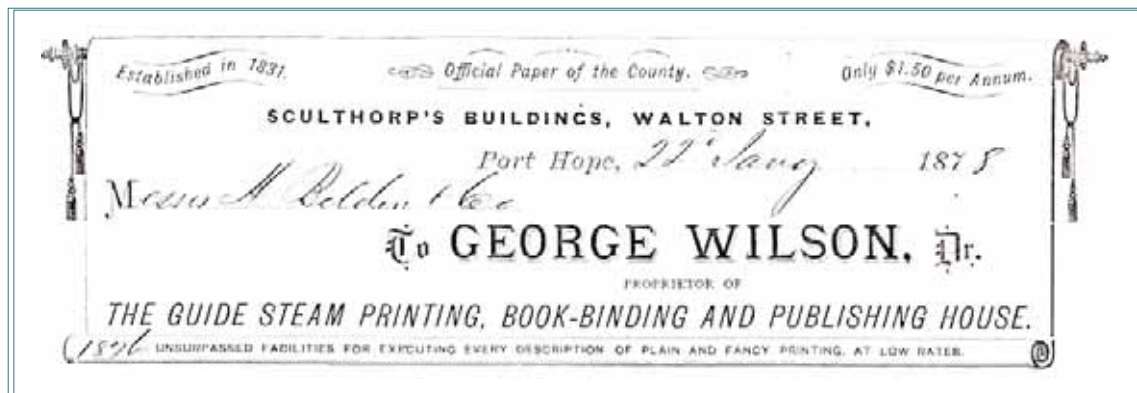 Established in 1831. Official Paper of the County. Only $1.50 per Annum.
SCULTHORP'S BUILDINGS, WALTON STREET,
Port Hope, 22d Jany 1878
Messrs H Belden & Co
To GEORGE WILSON, Dr.
PROPRIETOR OF
THE GUIDE STEAM PRINTING, BOOK-BINDING AND PUBLISHING HOUSE.
1876 UNSURPASSED FACILITIES FOR EXECUTING EVERY DESCRIPTION OF PLAIN AND FANCY PRINTING, AT LOW RATES.